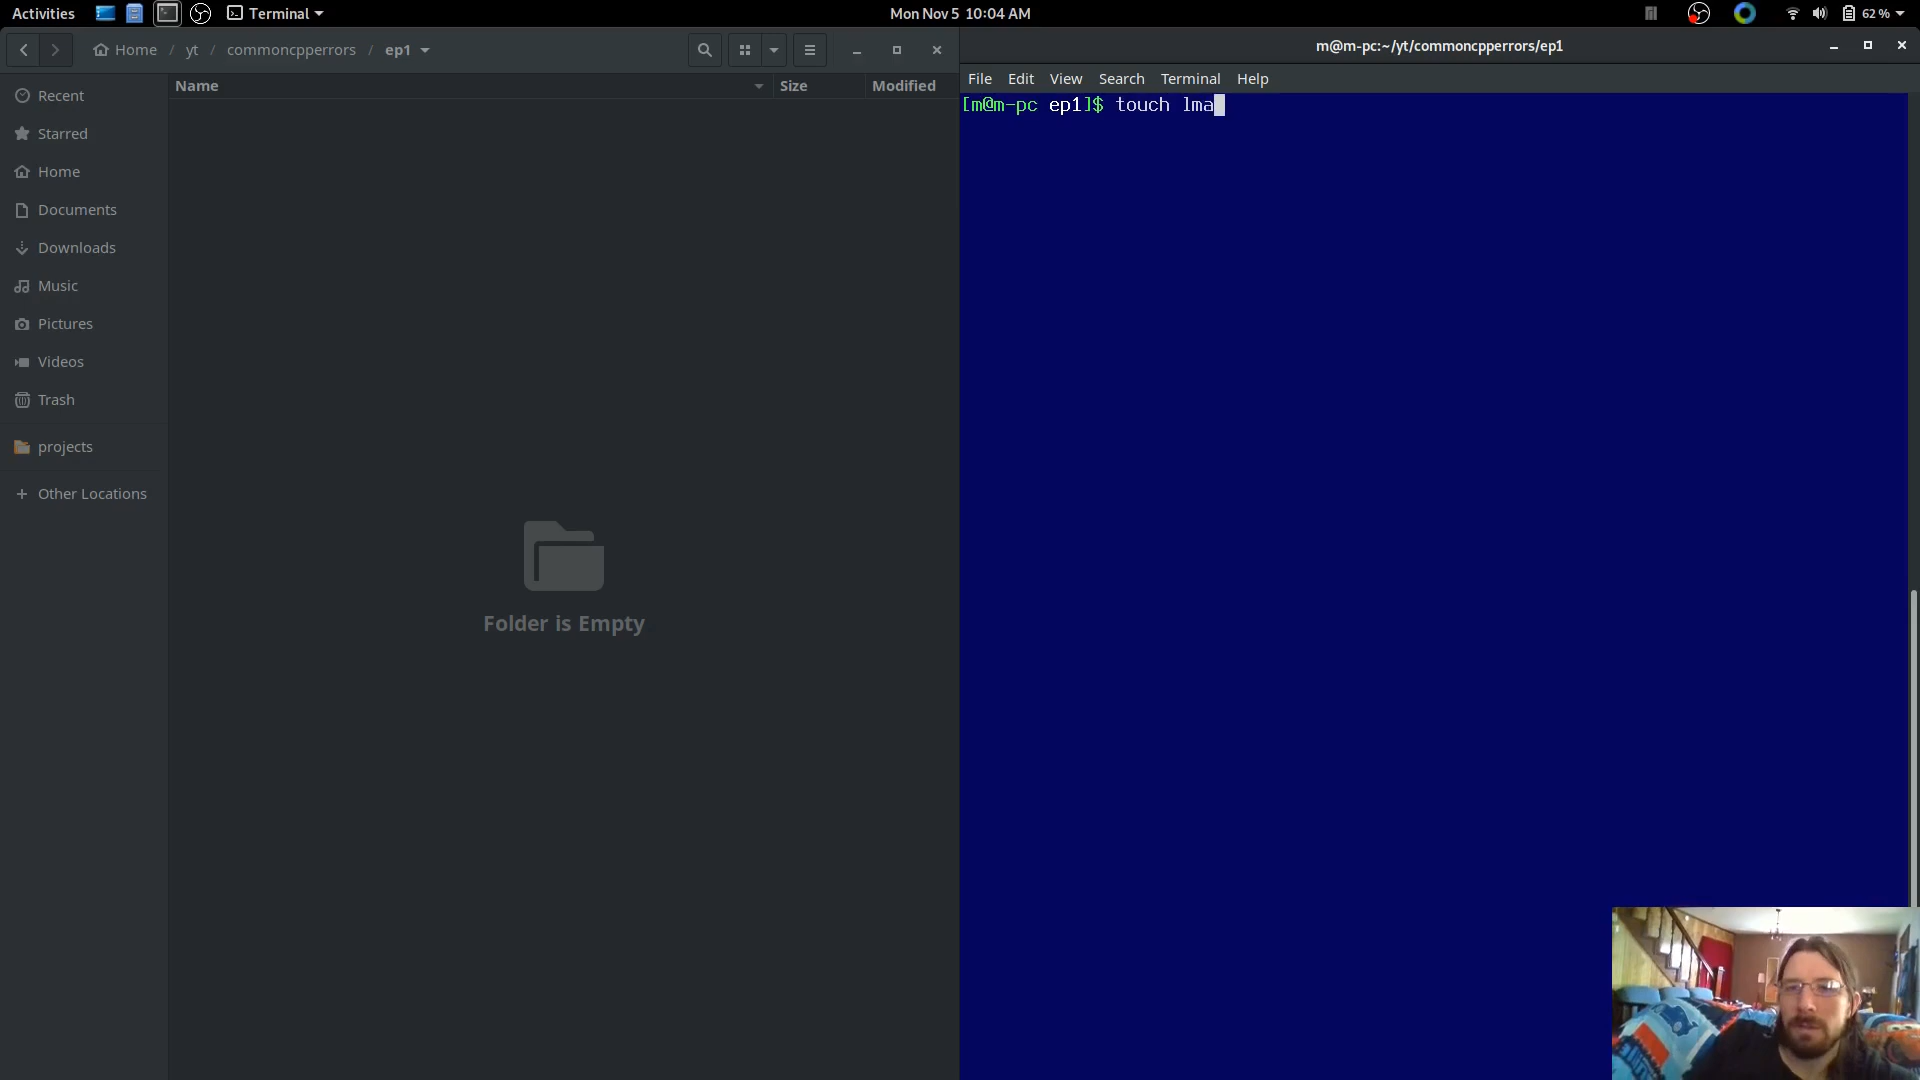 Activities Terminal Mon Nov 5 10:04 AM 62 %
Home / yt / commoncpperrors / ep1
Name Size Modified
Recent
Starred
Home
Documents
Downloads
Music
Pictures
Videos
Trash
projects
+ Other Locations
Folder is Empty
m@m-pc:~/yt/commoncpperrors/ep1
File Edit View Search Terminal Help
[m@m-pc ep1]$ touch lma